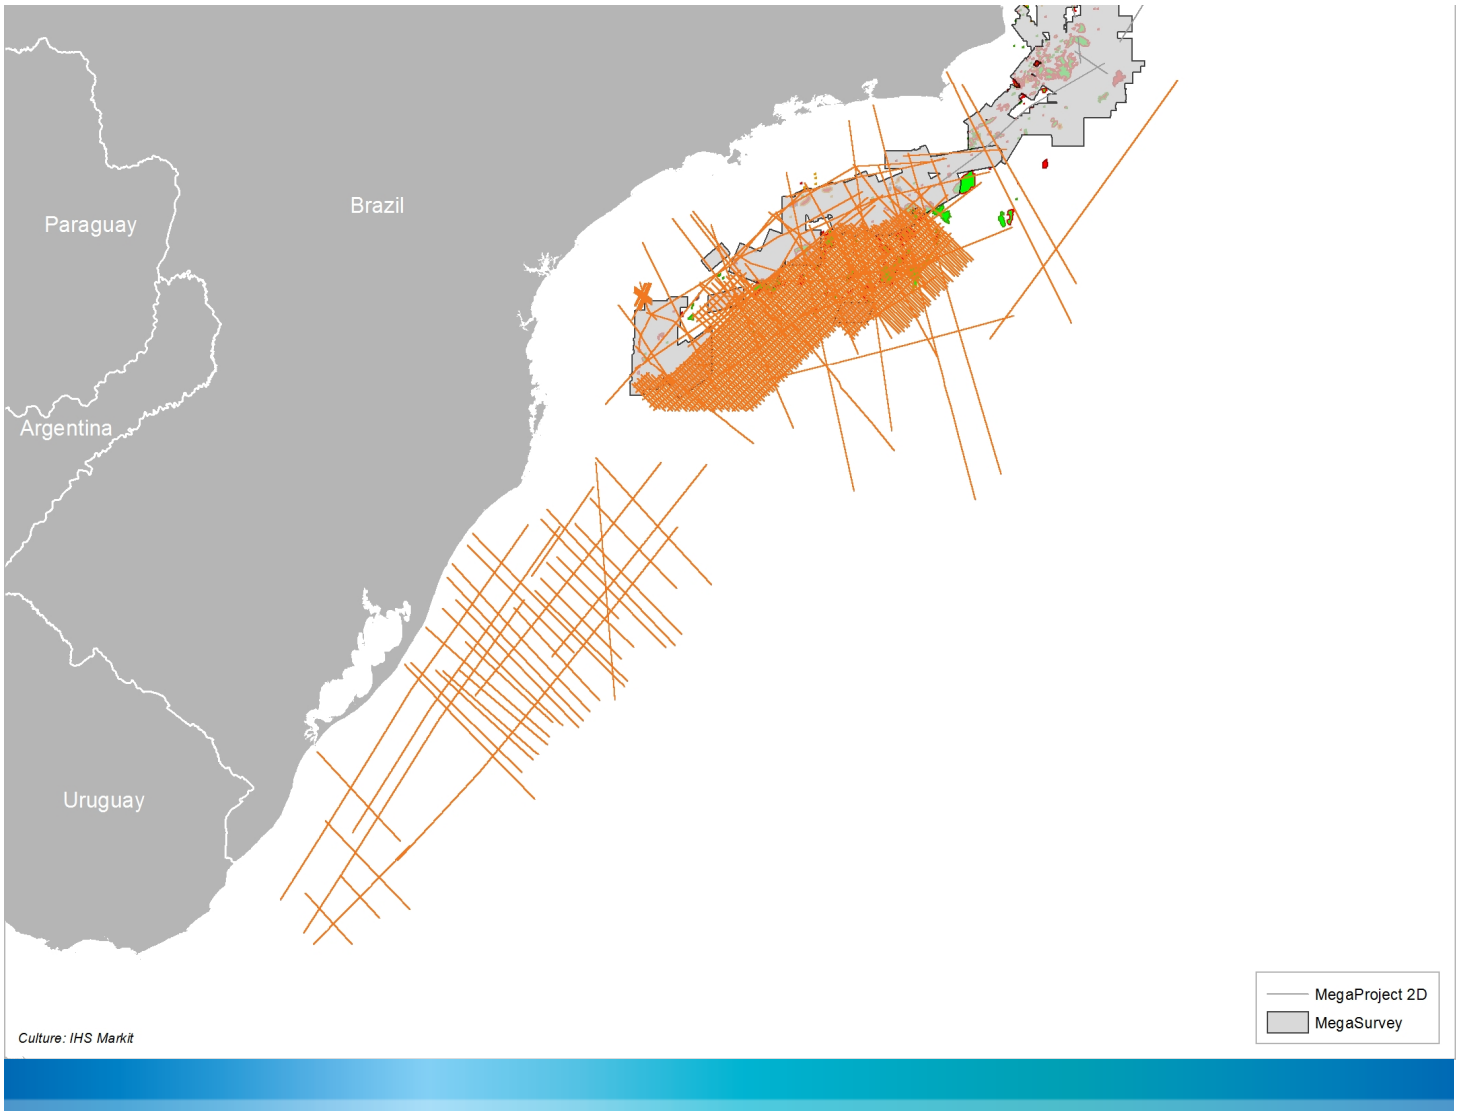 Brazil
Paraguay
Argentina
Uruguay
MegaProject 2D
MegaSurvey
Culture: IHS Markit